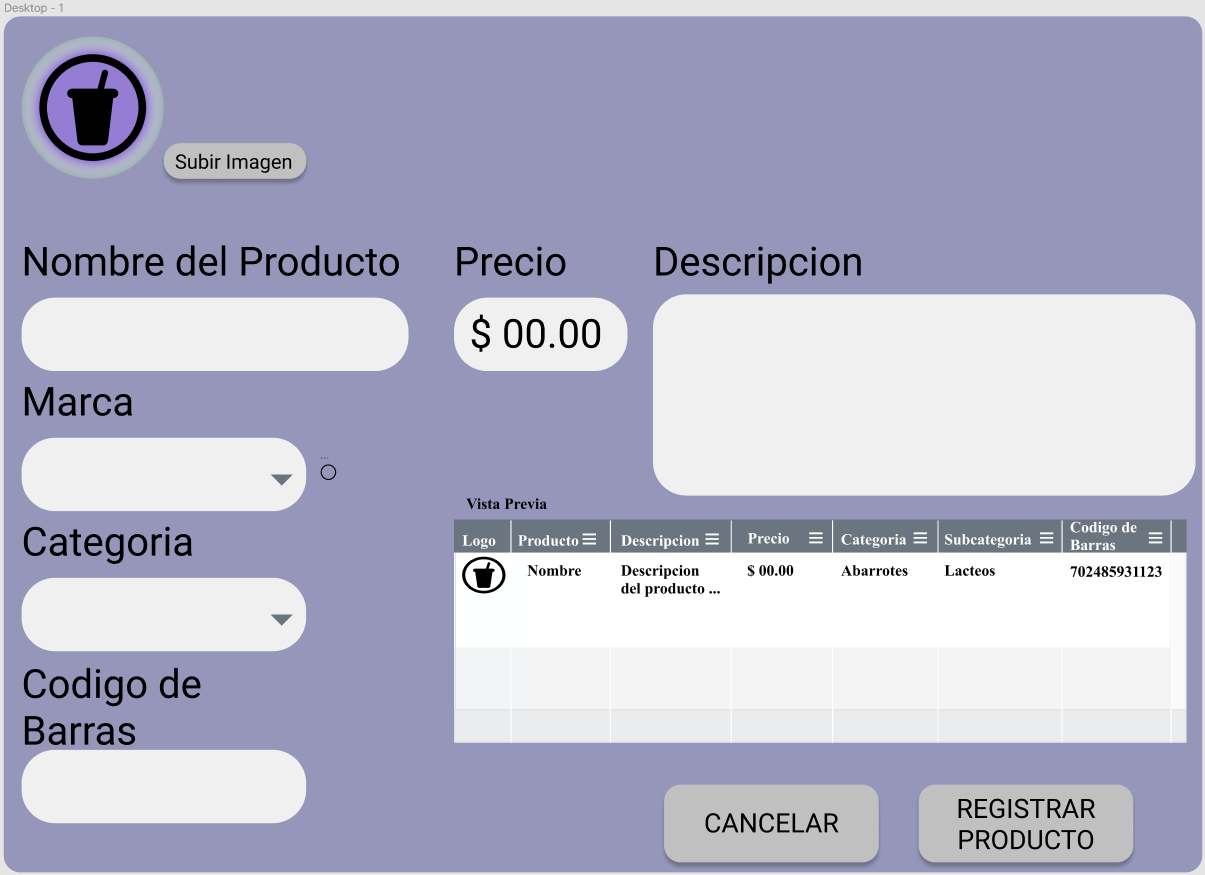 Desktop - 1
Subir Imagen
Nombre del Producto
Precio
Descripcion
$ 00.00
Marca
Categoria
Codigo de
Barras
Vista Previa
Logo
Producto
Descripcion
Precio
Categoria
Subcategoria
Codigo de
Barras
Nombre
Descripcion
del producto ...
$ 00.00
Abarrotes
Lacteos
702485931123
CANCELAR
REGISTRAR
PRODUCTO